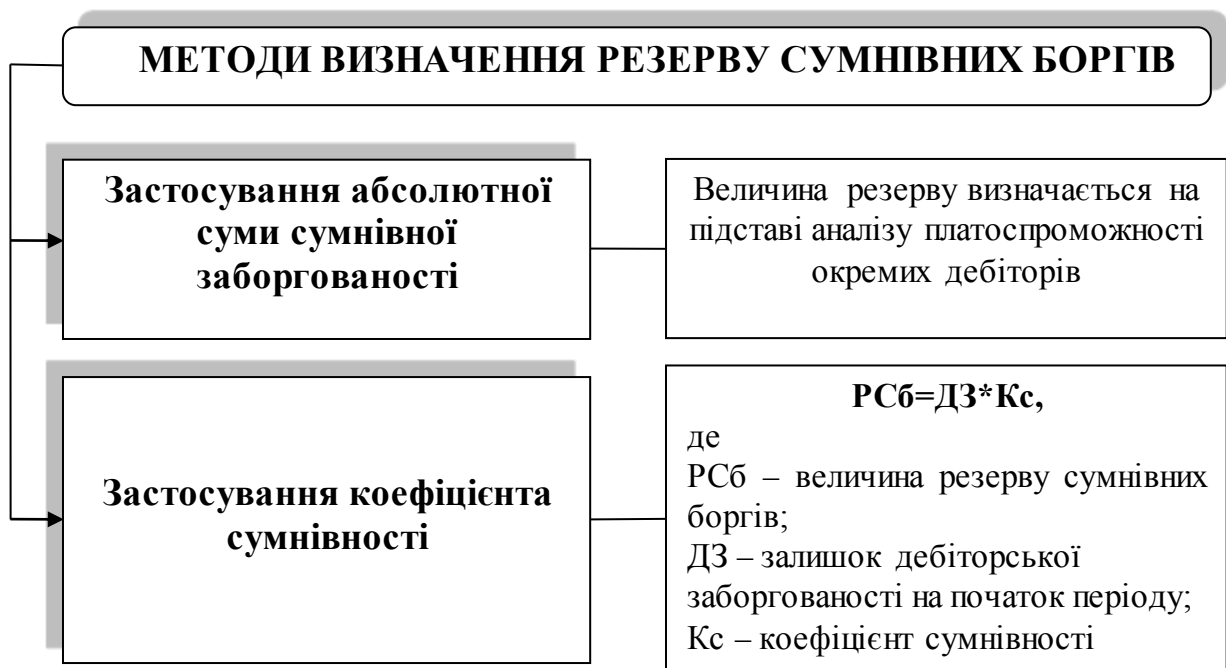 МЕТОДИ ВИЗНАЧЕННЯ РЕЗЕРВУ СУМНІВНИХ БОРГІВ
Застосування абсолютної
суми сумнівної
заборгованості
Величина резерву визначається на
підставі аналізу платоспроможності
окремих дебіторів
Застосування коефіцієнта
сумнівності
РСб=ДЗ*Кс,
де
РСб – величина резерву сумнівних
боргів;
ДЗ – залишок дебіторської
заборгованості на початок періоду;
Кс – коефіцієнт сумнівності